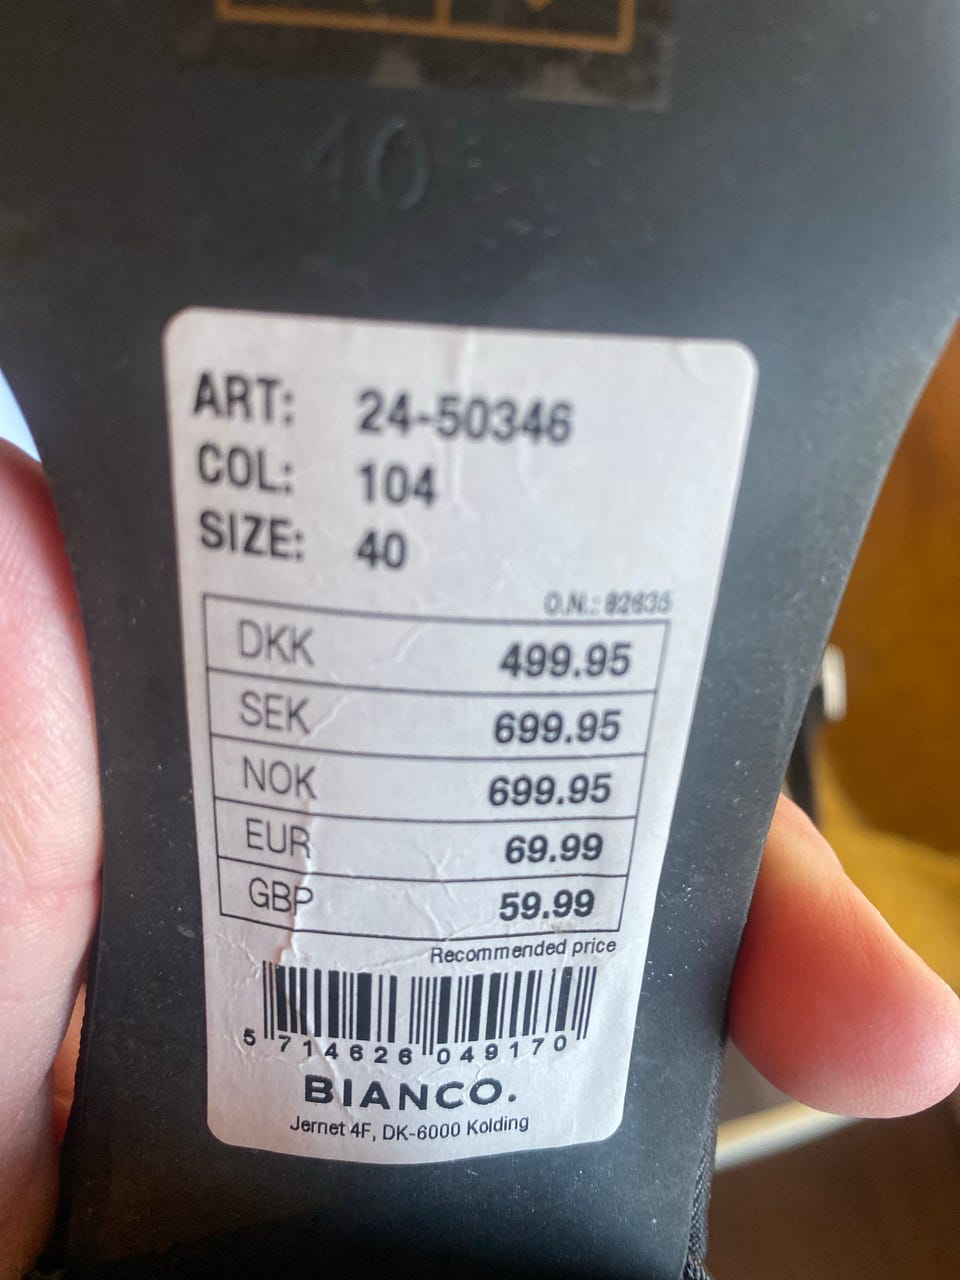 40
ART: 24-50346
COL: 104
SIZE: 40
O.N.: 82635
DKK 499.95
SEK 699.95
NOK 699.95
EUR 69.99
GBP 59.99
Recommended price
5 714626 049170
BIANCO.
Jernet 4F, DK-6000 Kolding